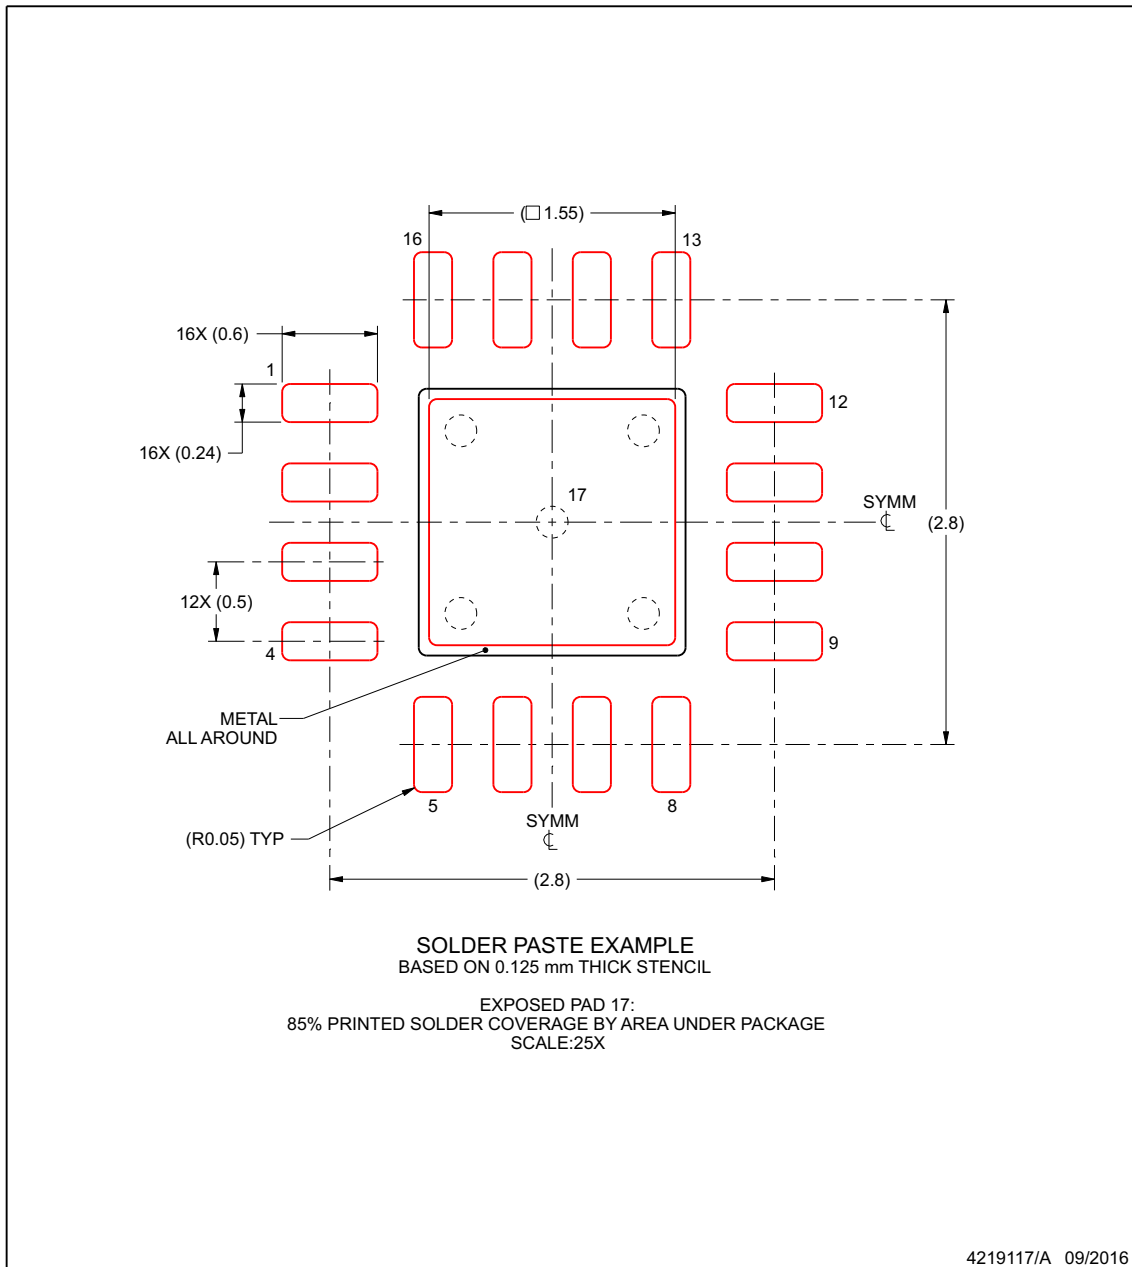 (□ 1.55)
16
13
16X (0.6)
1
12
16X (0.24)
17
SYMM
℄
(2.8)
12X (0.5)
4
9
METAL
ALL AROUND
5
8
SYMM
℄
(R0.05) TYP
(2.8)
SOLDER PASTE EXAMPLE
BASED ON 0.125 mm THICK STENCIL
EXPOSED PAD 17:
85% PRINTED SOLDER COVERAGE BY AREA UNDER PACKAGE
SCALE:25X
4219117/A 09/2016